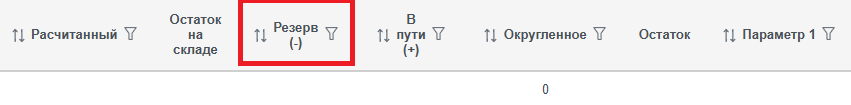 Расчитанный
Остаток
на
складе
Резерв
(-)
В
пути
(+)
Округленное
Остаток
Параметр 1
0